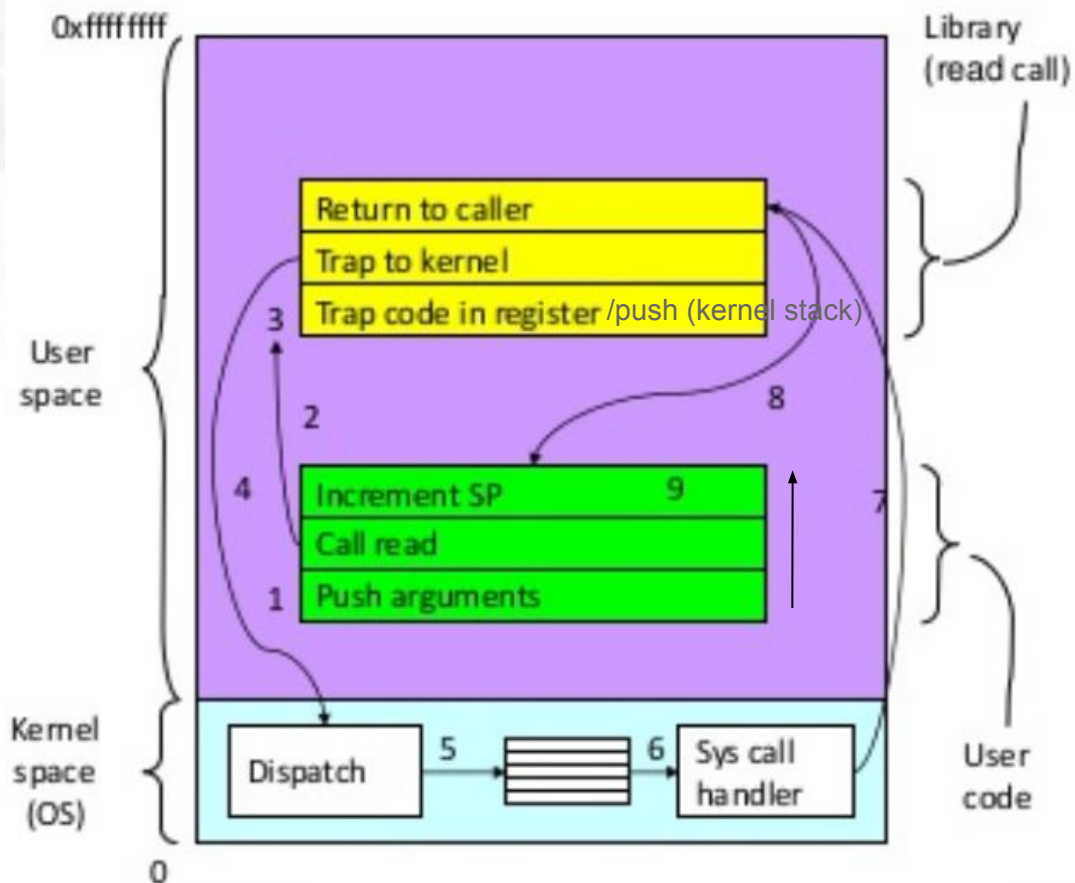 0xffffffff
Library
(read call)
Return to caller
Trap to kernel
Trap code in register /push (kernel stack)
3
User
space
2
8
4
Increment SP
9
7
Call read
1
Push arguments
Kernel
space
(OS)
Dispatch
5
6
Sys call
handler
User
code
0